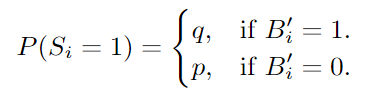 P(S_i = 1) = { q, if B′_i = 1.
p, if B′_i = 0.